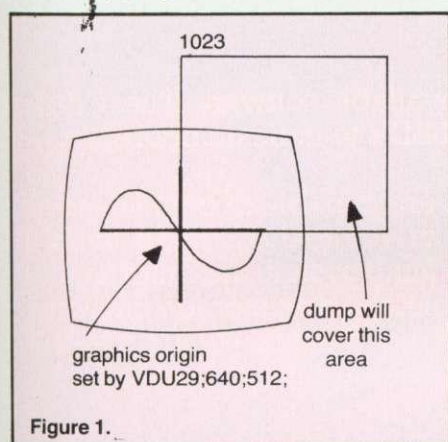 1023
dump will
cover this
area
graphics origin
set by VDU29;640;512;
Figure 1.